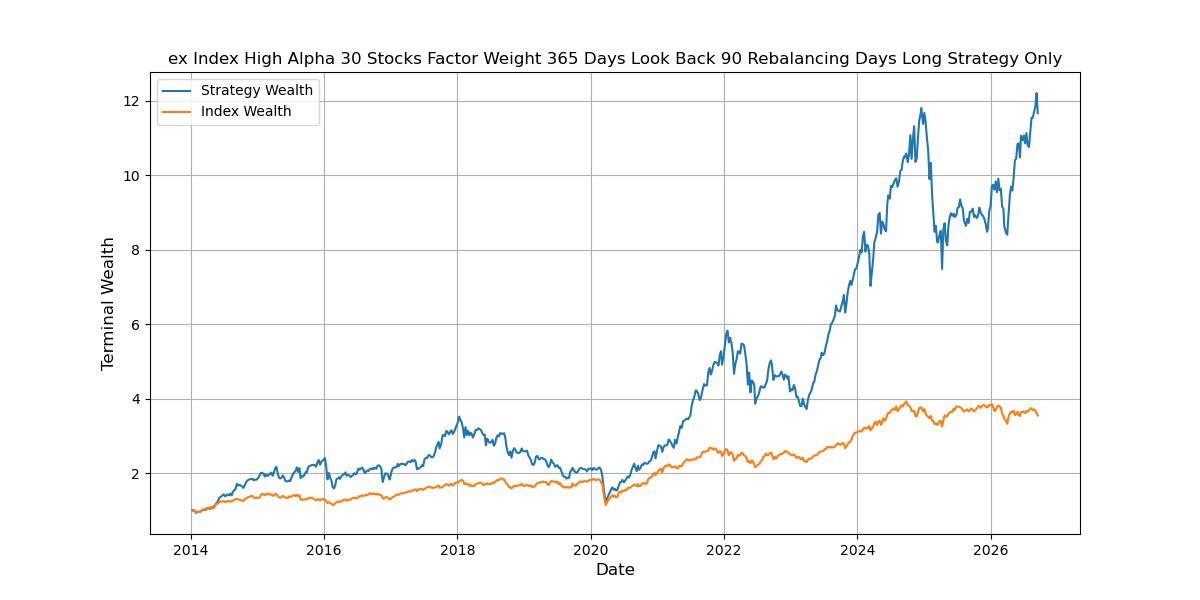 ex Index High Alpha 30 Stocks Factor Weight 365 Days Look Back 90 Rebalancing Days Long Strategy Only
Strategy Wealth
Index Wealth
Terminal Wealth
12
10
8
6
4
2
2014 2016 2018 2020 2022 2024 2026
Date